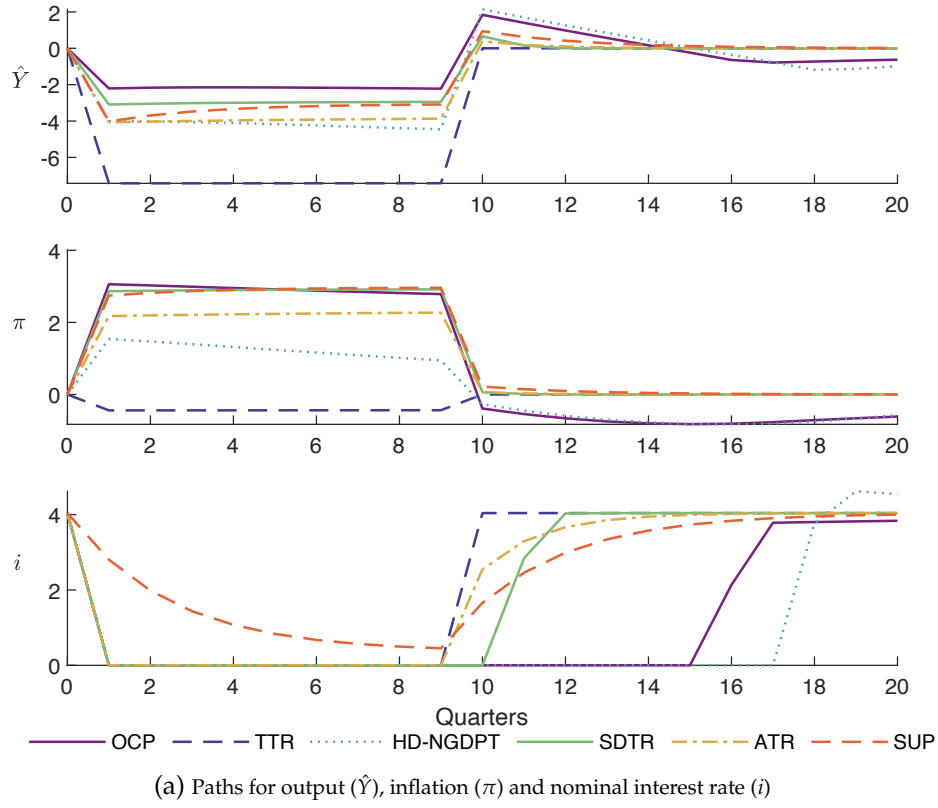 2
0
-2
-4
-6
Ŷ
0 2 4 6 8 10 12 14 16 18 20
4
2
0
π
0 2 4 6 8 10 12 14 16 18 20
4
2
0
i
0 2 4 6 8 10 12 14 16 18 20
Quarters
OCP TTR HD-NGDPT SDTR ATR SUP
(a) Paths for output (Ŷ), inflation (π) and nominal interest rate (i)